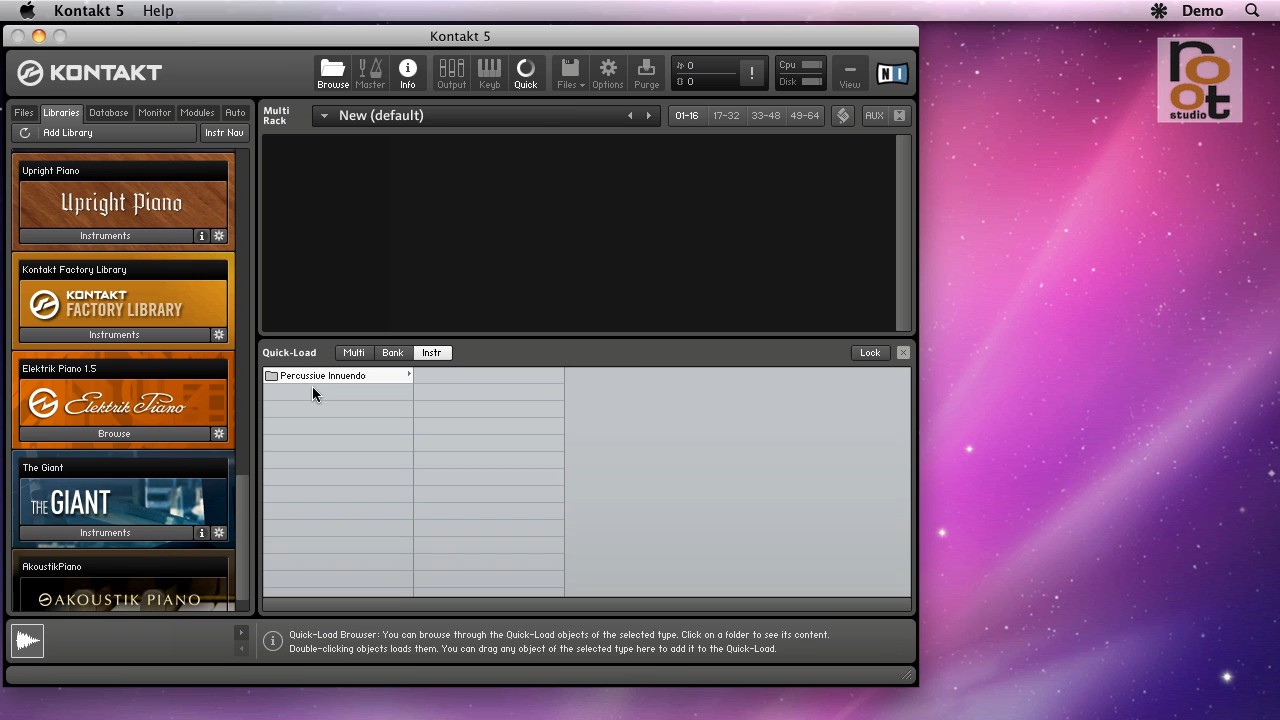 Kontakt 5 Help Demo
Kontakt 5
KONTAKT
Browse Master Info Output Keyb Quick Files Options Purge
0
0
!
Cpu
Disk
View
NI
root
studio
Files Libraries Database Monitor Modules Auto
Add Library Instr Nav
Multi
Rack
New (default)
01-16 17-32 33-48 49-64 AUX
Upright Piano
Upright Piano
Instruments i
Kontakt Factory Library
KONTAKT
FACTORY LIBRARY
Instruments
Elektrik Piano 1.5
Elektrik Piano
Browse
The Giant
THE GIANT
Instruments i
AkoustikPiano
AKOUSTIK PIANO
Quick-Load Multi Bank Instr Lock
Percussive Innuendo
Quick-Load Browser: You can browse through the Quick-Load objects of the selected type. Click on a folder to see its content.
Double-clicking objects loads them. You can drag any object of the selected type here to add it to the Quick-Load.